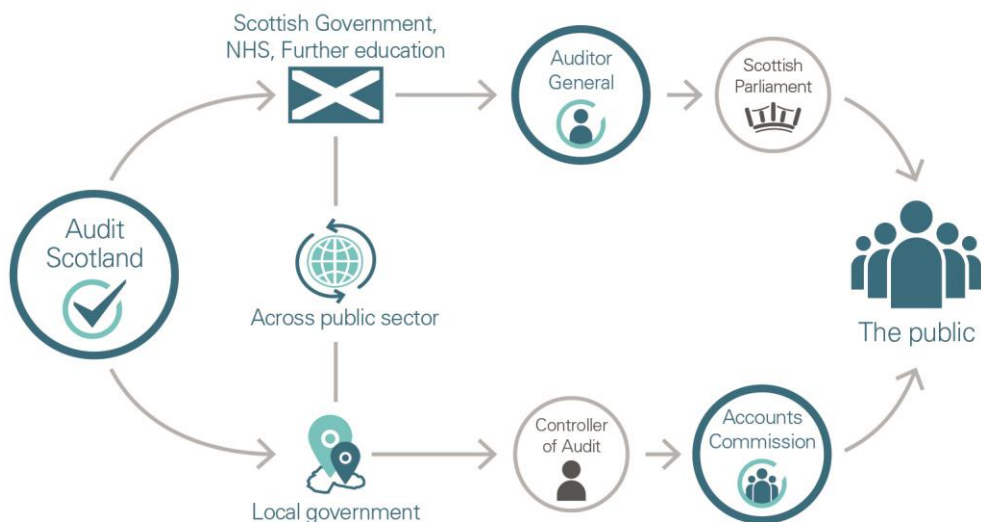 Scottish Government,
NHS, Further education
Auditor
General
Scottish
Parliament
Audit
Scotland
Across public sector
The public
Controller
of Audit
Accounts
Commission
Local government